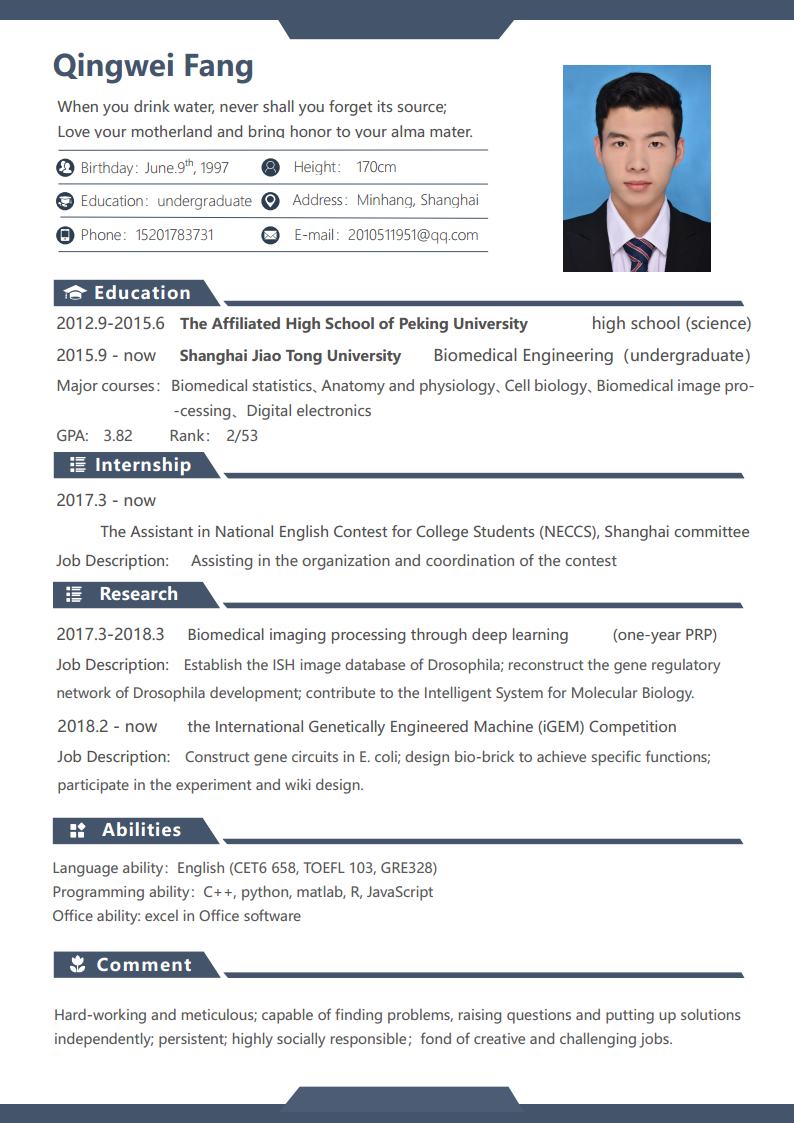 Qingwei Fang
When you drink water, never shall you forget its source;
Love your motherland and bring honor to your alma mater.
Birthday: June.9th, 1997 Height: 170cm
Education: undergraduate Address: Minhang, Shanghai
Phone: 15201783731 E-mail: 2010511951@qq.com
Education
2012.9-2015.6 The Affiliated High School of Peking University high school (science)
2015.9 - now Shanghai Jiao Tong University Biomedical Engineering (undergraduate)
Major courses: Biomedical statistics、Anatomy and physiology、Cell biology、Biomedical image pro-
-cessing、Digital electronics
GPA: 3.82 Rank: 2/53
Internship
2017.3 - now
The Assistant in National English Contest for College Students (NECCS), Shanghai committee
Job Description: Assisting in the organization and coordination of the contest
Research
2017.3-2018.3 Biomedical imaging processing through deep learning (one-year PRP)
Job Description: Establish the ISH image database of Drosophila; reconstruct the gene regulatory
network of Drosophila development; contribute to the Intelligent System for Molecular Biology.
2018.2 - now the International Genetically Engineered Machine (iGEM) Competition
Job Description: Construct gene circuits in E. coli; design bio-brick to achieve specific functions;
participate in the experiment and wiki design.
Abilities
Language ability: English (CET6 658, TOEFL 103, GRE328)
Programming ability: C++, python, matlab, R, JavaScript
Office ability: excel in Office software
Comment
Hard-working and meticulous; capable of finding problems, raising questions and putting up solutions
independently; persistent; highly socially responsible; fond of creative and challenging jobs.